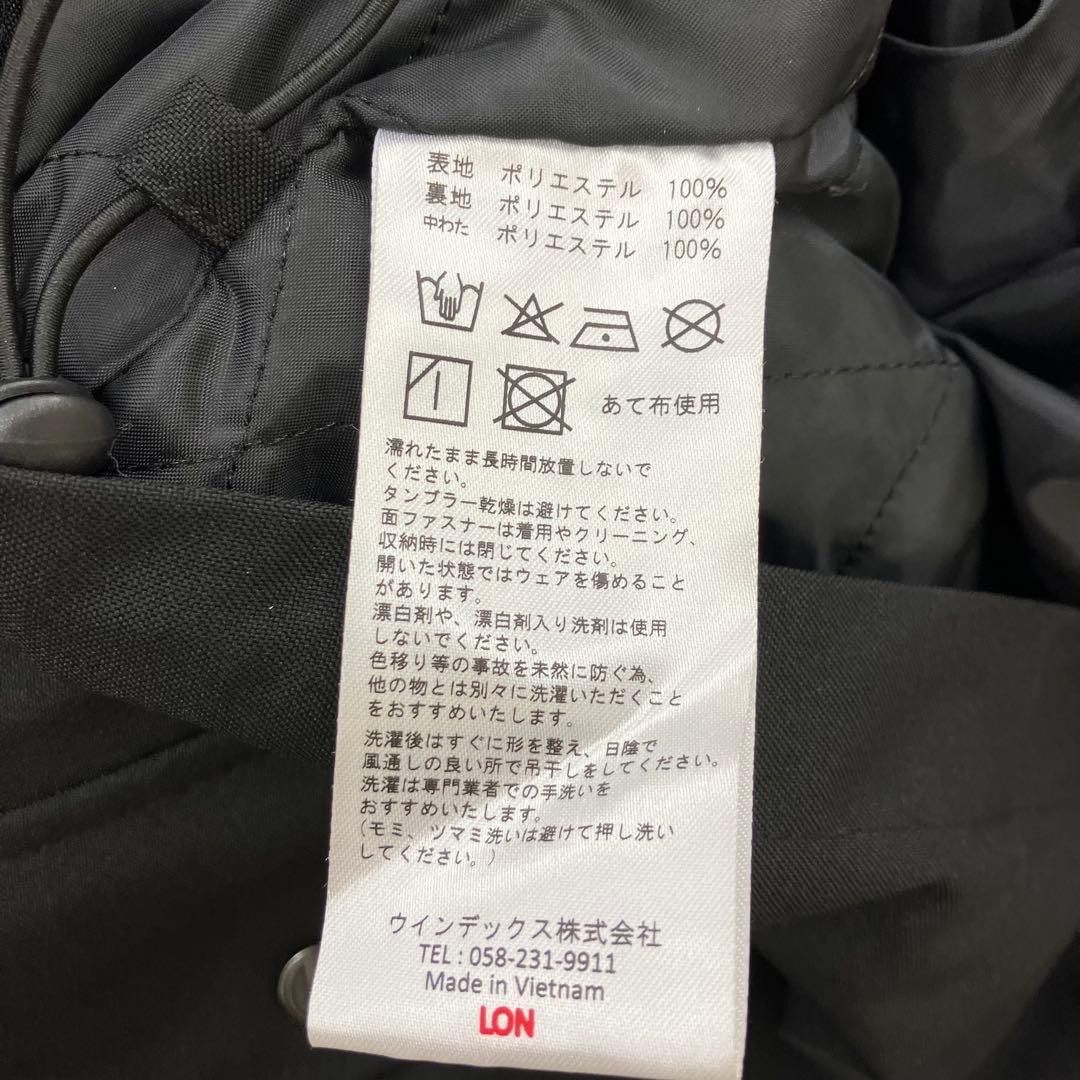 表地 ポリエステル 100%
裏地 ポリエステル 100%
中わた ポリエステル 100%
あて布使用
濡れたまま長時間放置しないで
ください。
タンブラー乾燥は避けてください。
面ファスナーは着用やクリーニング、
収納時には閉じてください。
開いた状態ではウェアを傷めること
があります。
漂白剤や、漂白剤入り洗剤は使用
しないでください。
色移り等の事故を未然に防ぐ為、
他の物とは別々に洗濯いただくこと
をおすすめいたします。
洗濯後はすぐに形を整え、日陰で
風通しの良い所で吊干しをしてください。
洗濯は専門業者での手洗いを
おすすめいたします。
(モミ、ツマミ洗いは避けて押し洗い
してください。)
ウインデックス株式会社
TEL : 058-231-9911
Made in Vietnam
LON